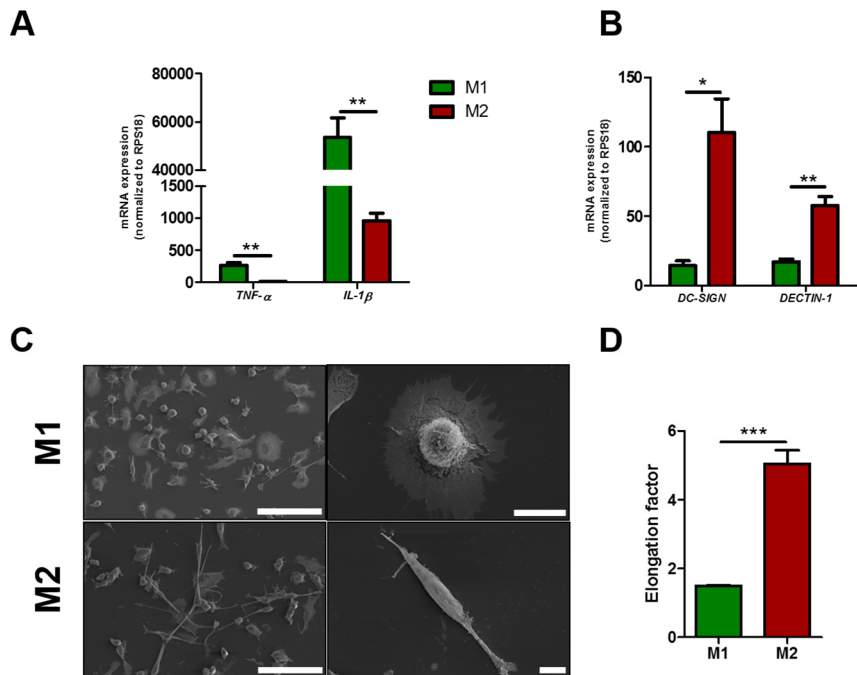 A
mRNA expression
(normalized to RPS18)
80000
60000
40000
1500
1000
500
0
**
**
TNF-α
IL-1β
M1
M2
B
mRNA expression
(normalized to RPS18)
150
100
50
0
*
**
DC-SIGN
DECTIN-1
C
M1
M2
D
Elongation factor
6
4
2
0
***
M1
M2